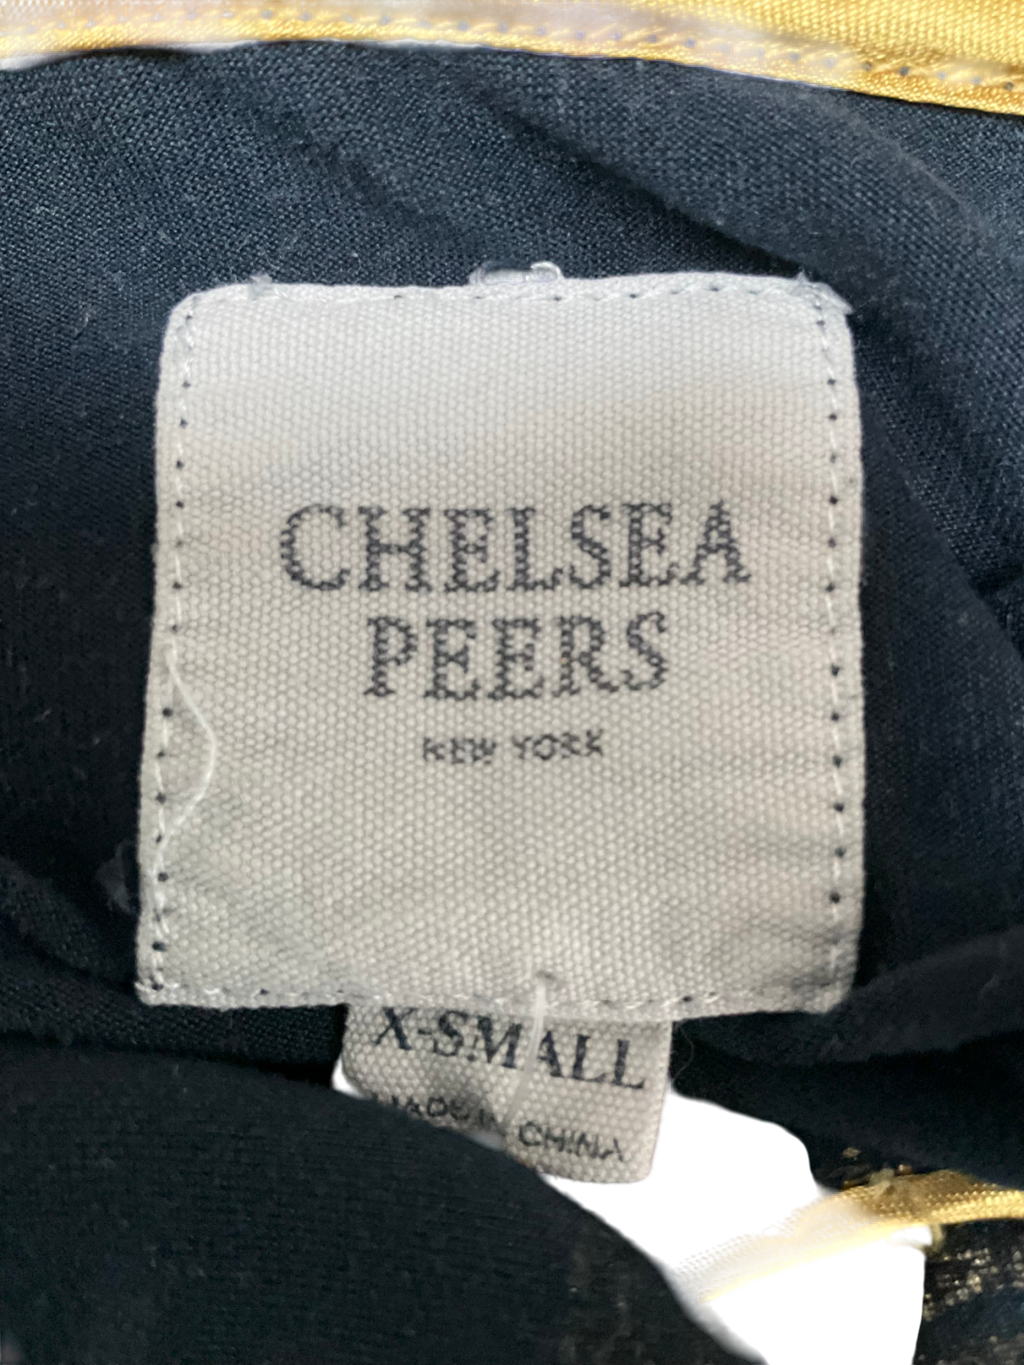 CHELSEA
PEERS
NEW YORK
X-SMALL
MADE IN CHINA